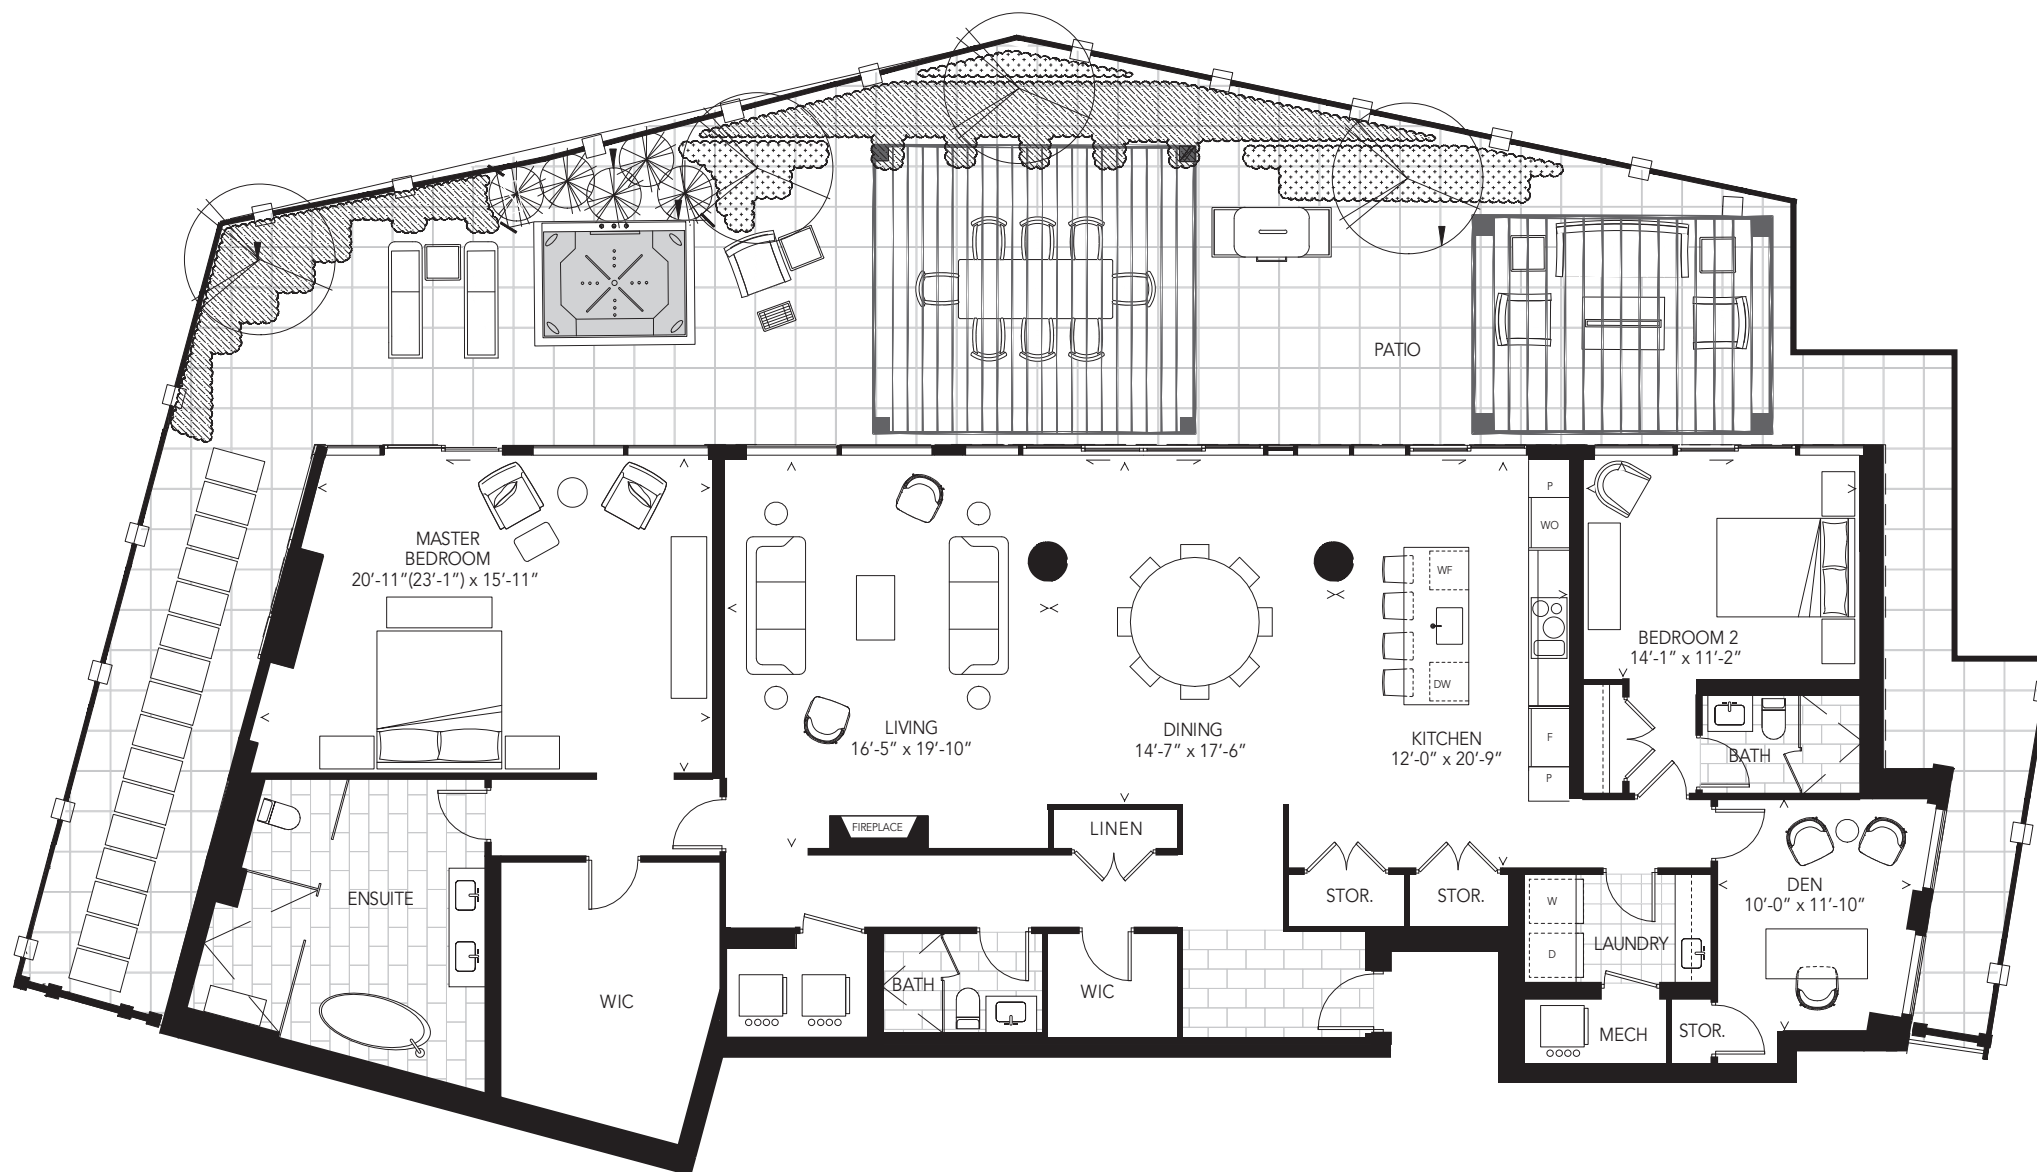 PATIO
MASTER
BEDROOM
20'-11"(23'-1") x 15'-11"
P
WO
WF
BEDROOM 2
14'-1" x 11'-2"
DW
LIVING
16'-5" x 19'-10"
DINING
14'-7" x 17'-6"
KITCHEN
12'-0" x 20'-9"
F
P
BATH
FIREPLACE
LINEN
ENSUITE
STOR.
STOR.
DEN
10'-0" x 11'-10"
W
LAUNDRY
D
BATH
WIC
WIC
MECH
STOR.